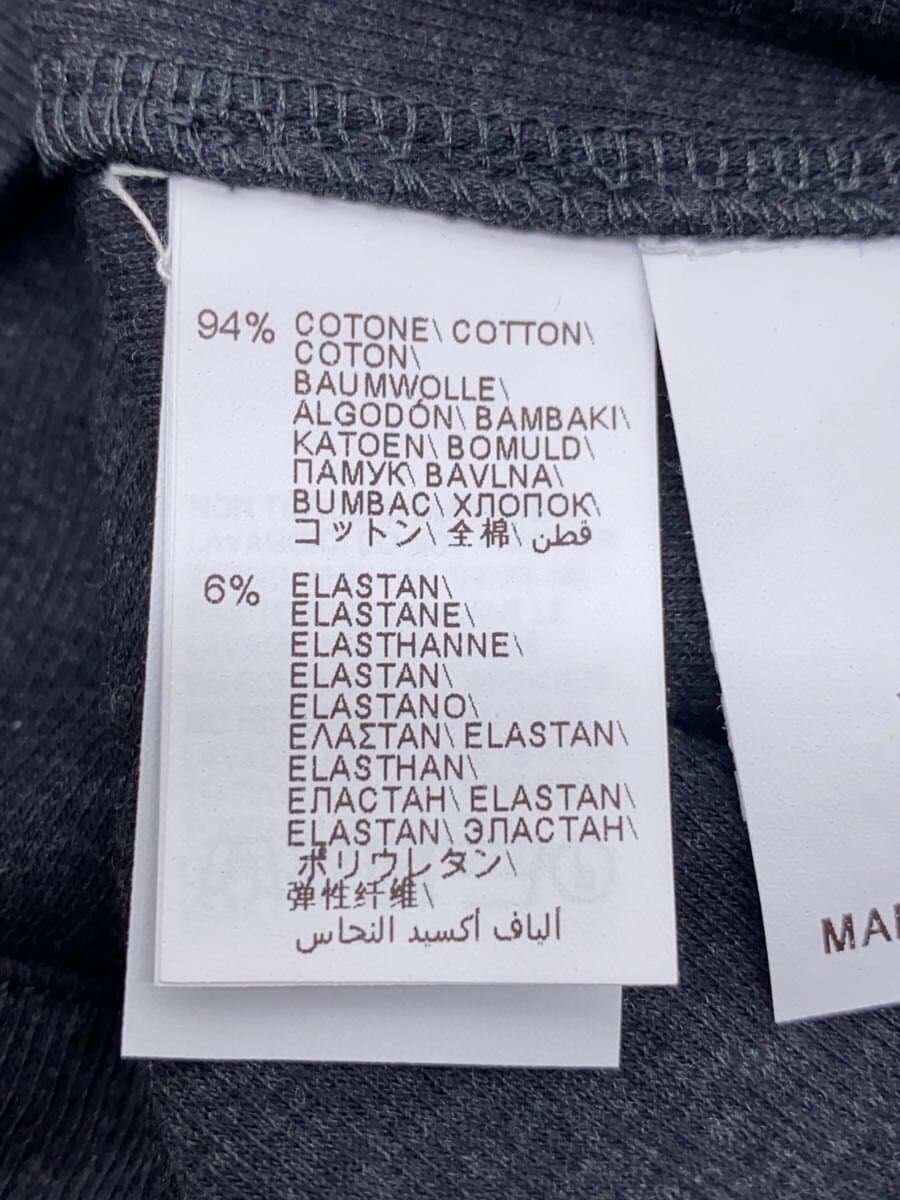 94% COTONE\ COTTON\
COTON\
BAUMWOLLE\
ALGODÓN\ BAMBAKI\
KATOEN\ BOMULD\
ПАМУК\ BAVLNA\
BUMBAC\ ХЛОПОК\
コットン\ 全棉\ قطن
6% ELASTAN\
ELASTANE\
ELASTHANNE\
ELASTAN\
ELASTANO\
ΕΛΑΣΤΑΝ\ ELASTAN\
ELASTHAN\
ЕЛАСТАН\ ELASTAN\
ELASTAN\ ЭЛАСТАН\
ポリウレタン\
弹性纤维\
ألياف أكسيد النحاس